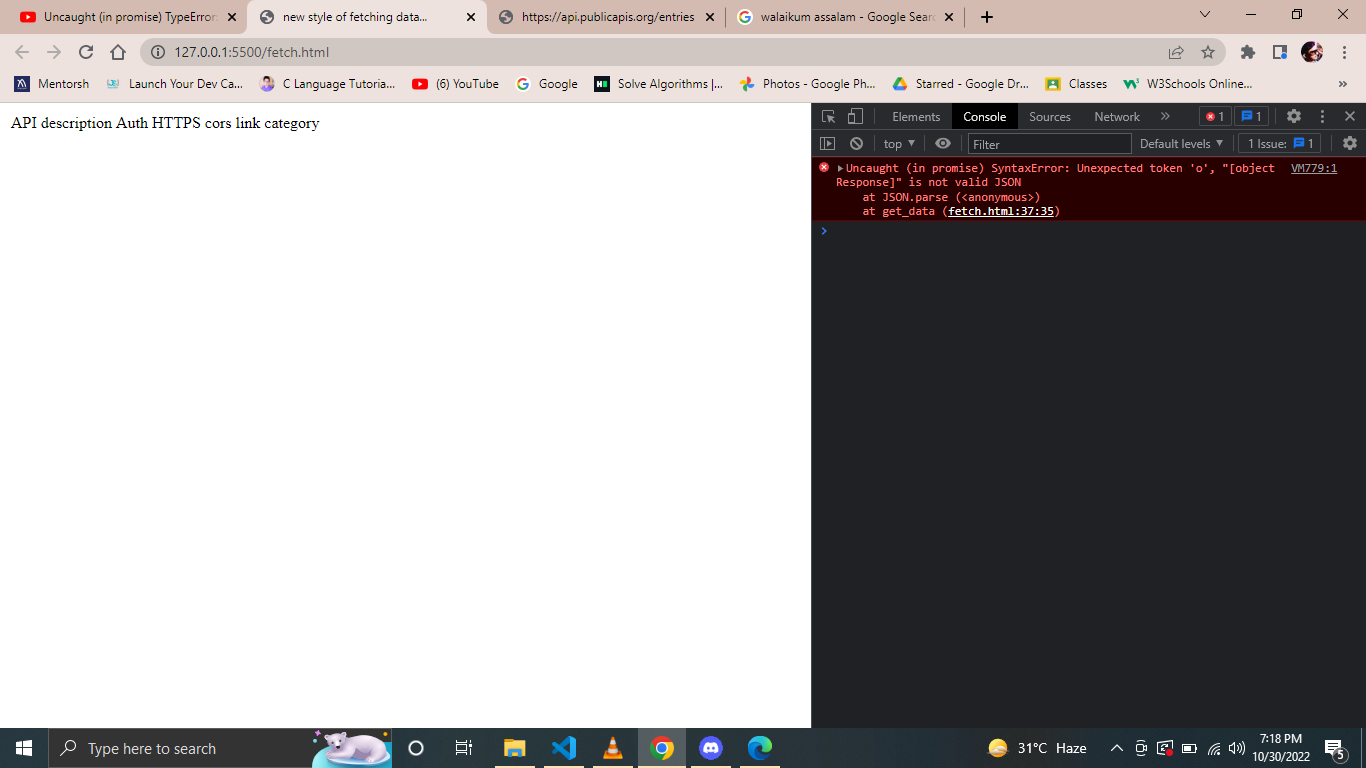 Uncaught (in promise) TypeError:
new style of fetching data...
https://api.publicapis.org/entries
walaikum assalam - Google Sear
127.0.0.1:5500/fetch.html
Mentorsh
Launch Your Dev Ca...
C Language Tutoria...
(6) YouTube
Google
Solve Algorithms |...
Photos - Google Ph...
Starred - Google Dr...
Classes
W3Schools Online...
»
API description Auth HTTPS cors link category
Elements Console Sources Network » 1 1
top Filter Default levels 1 Issue: 1
Uncaught (in promise) SyntaxError: Unexpected token 'o', "[object VM779:1
Response]" is not valid JSON
at JSON.parse (<anonymous>)
at get_data (fetch.html:37:35)
Type here to search
31°C Haze
7:18 PM
10/30/2022
5